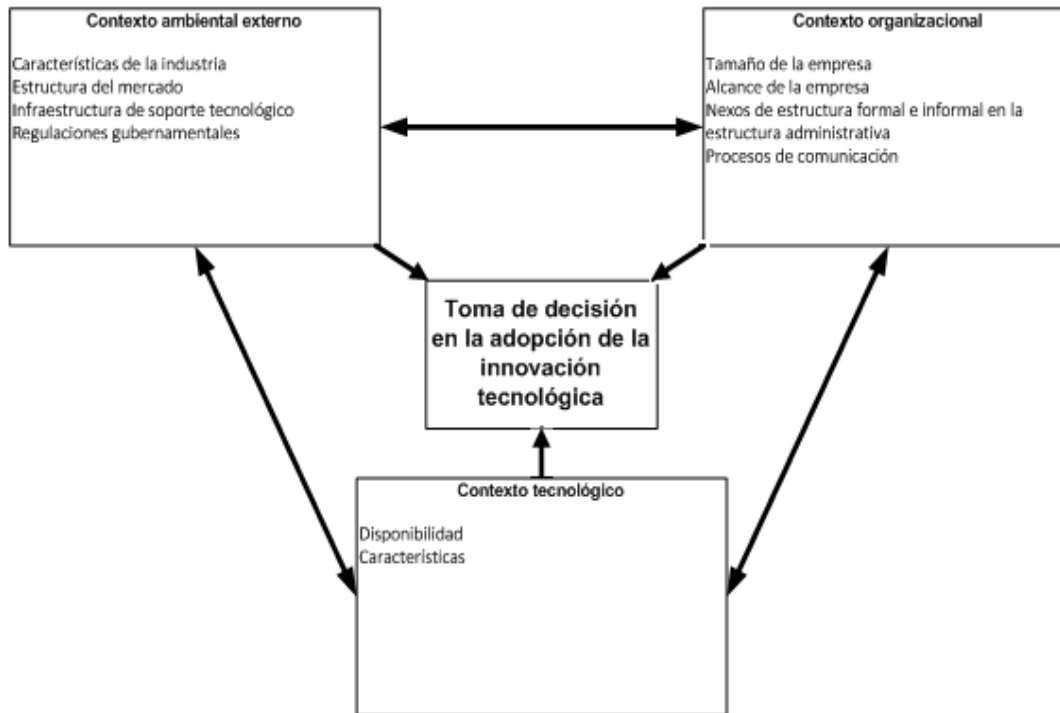 Contexto ambiental externo
Características de la industria
Estructura del mercado
Infraestructura de soporte tecnológico
Regulaciones gubernamentales
Contexto organizacional
Tamaño de la empresa
Alcance de la empresa
Nexos de estructura formal e informal en la
estructura administrativa
Procesos de comunicación
Toma de decisión
en la adopción de la
innovación
tecnológica
Contexto tecnológico
Disponibilidad
Características